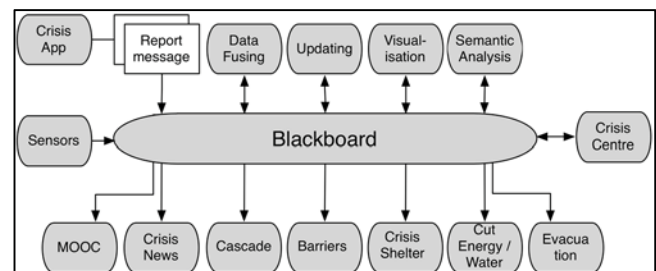 Crisis
App
Report
message
Data
Fusing
Updating
Visual-
isation
Semantic
Analysis
Sensors
Blackboard
Crisis
Centre
MOOC
Crisis
News
Cascade
Barriers
Crisis
Shelter
Cut
Energy /
Water
Evacua
tion